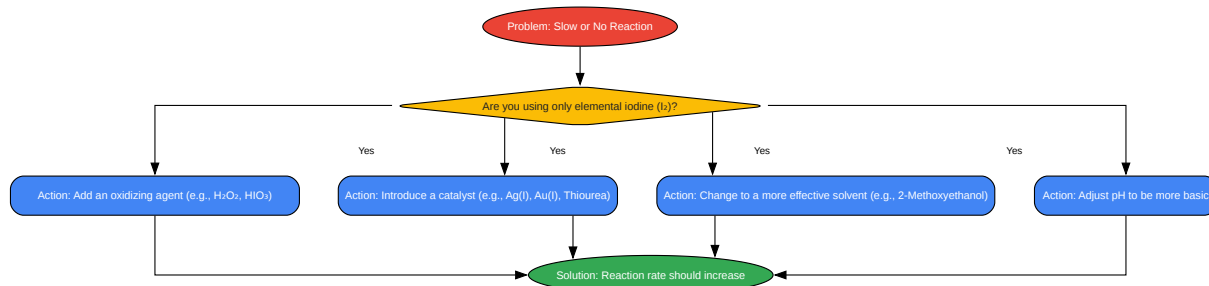 Problem: Slow or No Reaction
Are you using only elemental iodine (I₂)?
Yes
Yes
Yes
Yes
Action: Add an oxidizing agent (e.g., H₂O₂, HIO₃)
Action: Introduce a catalyst (e.g., Ag(I), Au(I), Thiourea)
Action: Change to a more effective solvent (e.g., 2-Methoxyethanol)
Action: Adjust pH to be more basic
Solution: Reaction rate should increase